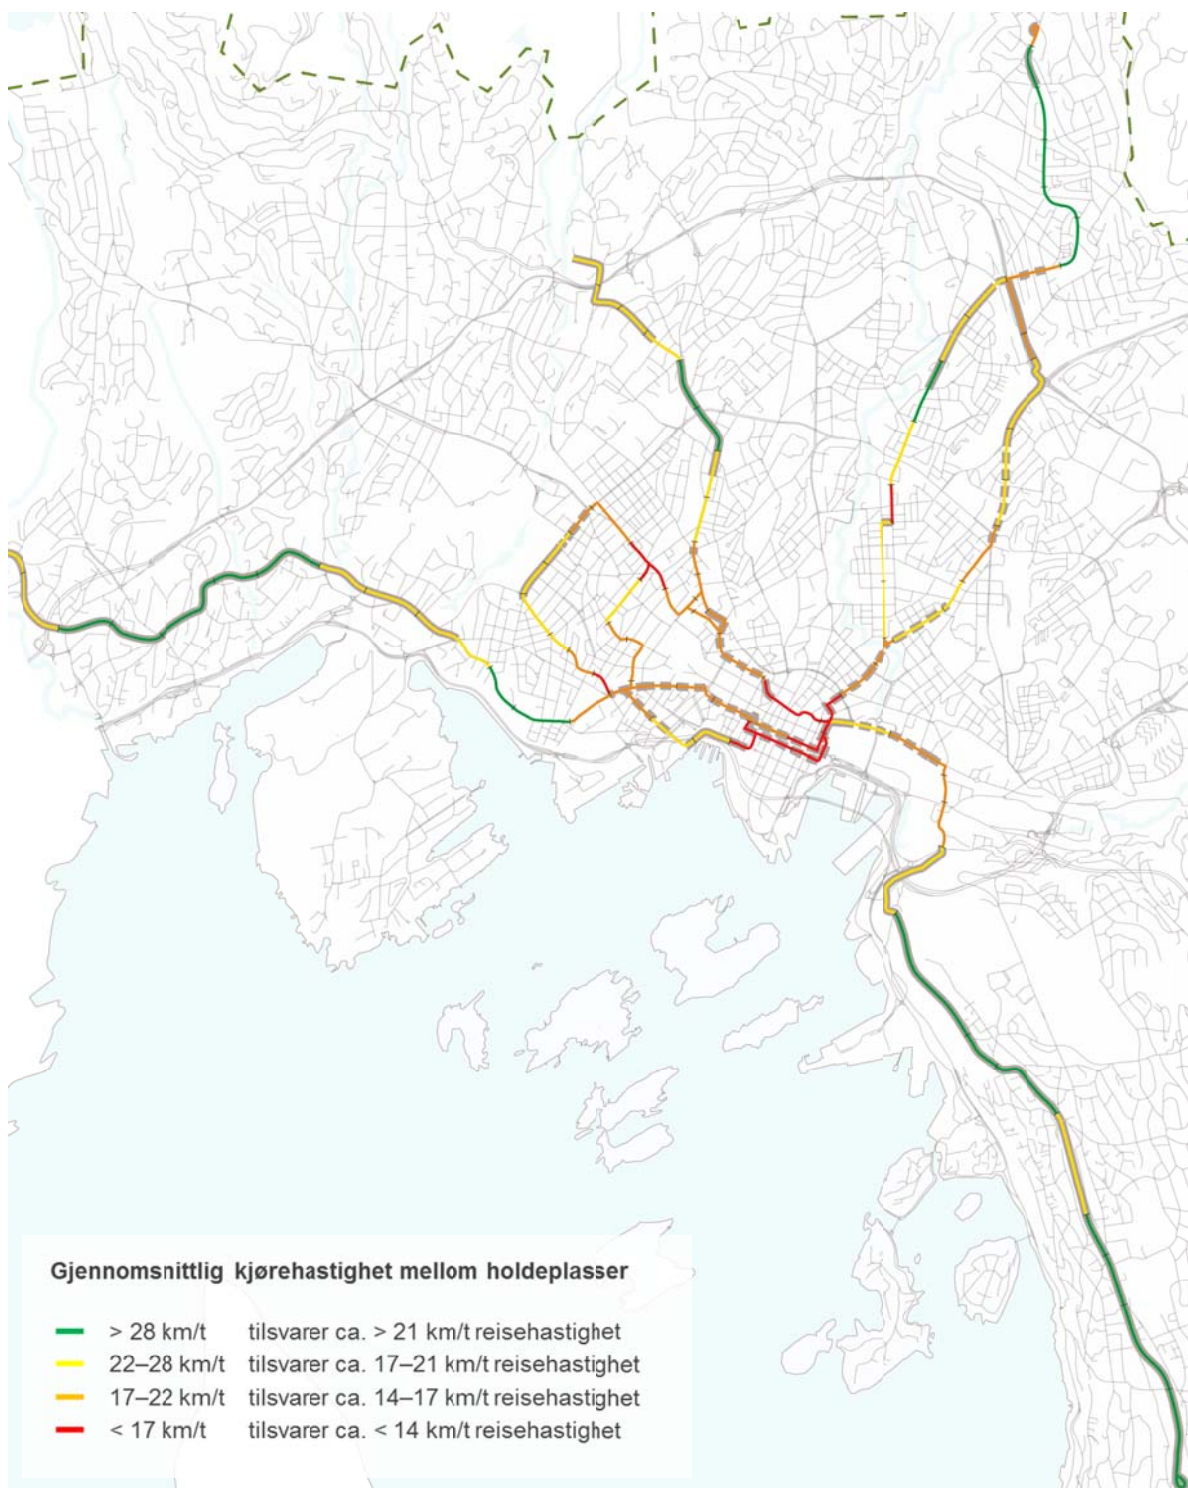 Gjennomsnittlig kjørehastighet mellom holdeplasser
> 28 km/t tilsvarer ca. > 21 km/t reisehastighet
22–28 km/t tilsvarer ca. 17–21 km/t reisehastighet
17–22 km/t tilsvarer ca. 14–17 km/t reisehastighet
< 17 km/t tilsvarer ca. < 14 km/t reisehastighet